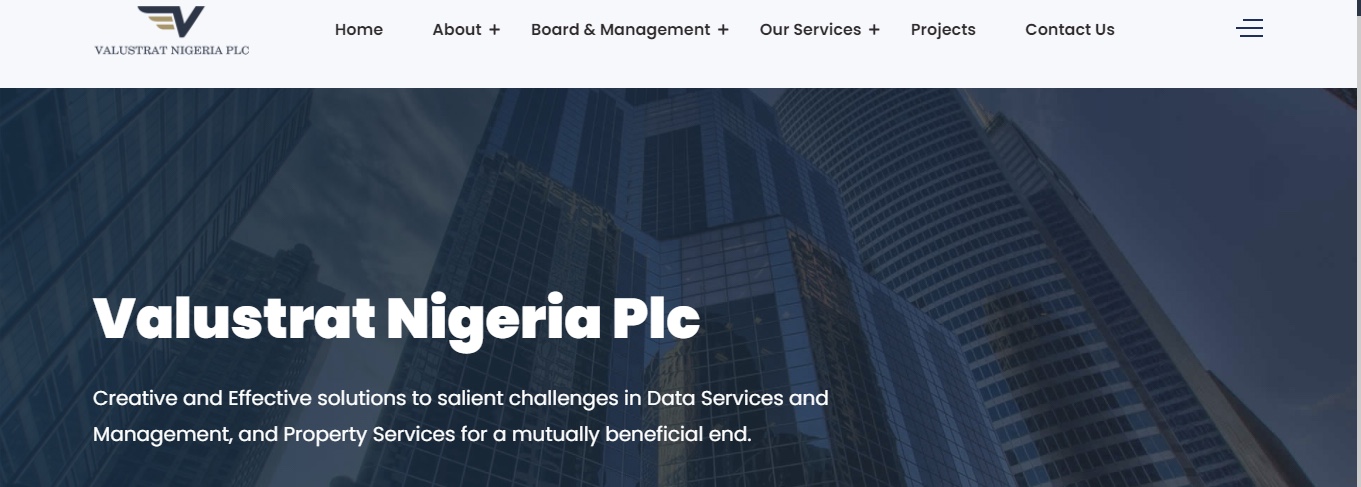 VALUSTRAT NIGERIA PLC
Home About + Board & Management + Our Services + Projects Contact Us
Valustrat Nigeria Plc
Creative and Effective solutions to salient challenges in Data Services and
Management, and Property Services for a mutually beneficial end.